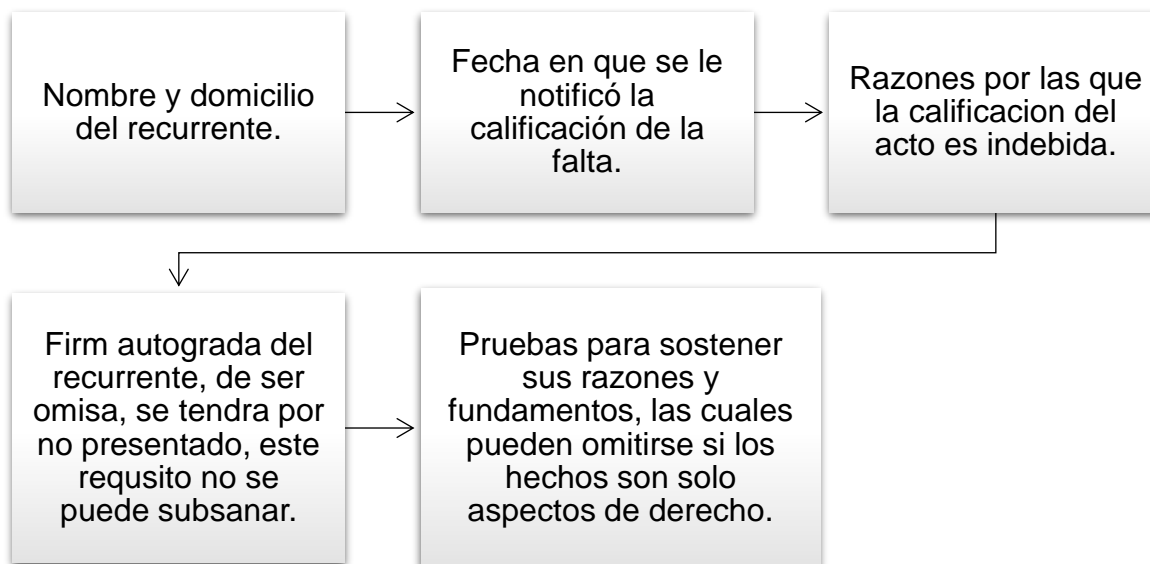 Nombre y domicilio
del recurrente.
Fecha en que se le
notificó la
calificación de la
falta.
Razones por las que
la calificacion del
acto es indebida.
Firm autograda del
recurrente, de ser
omisa, se tendra por
no presentado, este
requsito no se
puede subsanar.
Pruebas para sostener
sus razones y
fundamentos, las cuales
pueden omitirse si los
hechos son solo
aspectos de derecho.